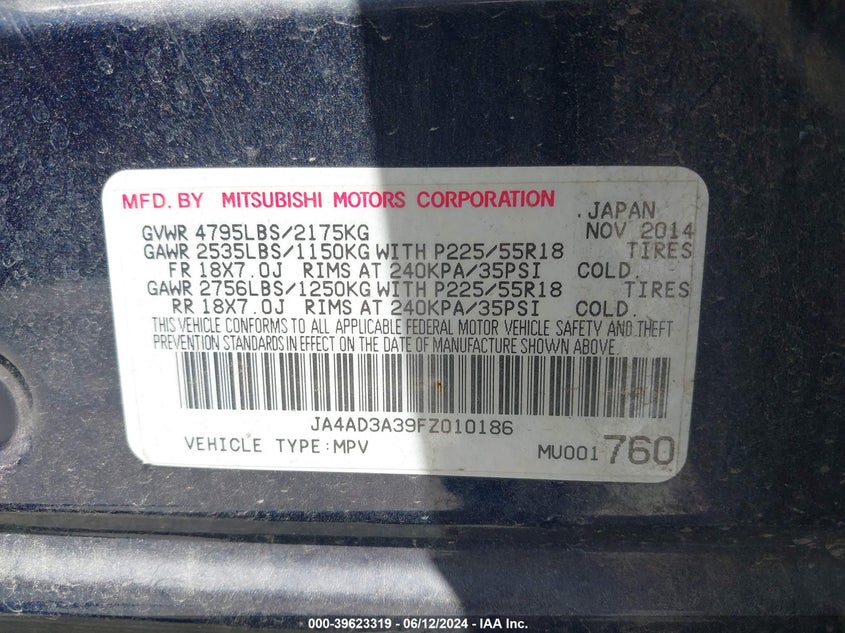 MFD. BY MITSUBISHI MOTORS CORPORATION
JAPAN
GVWR 4795LBS/2175KG NOV 2014
GAWR 2535LBS/1150KG WITH P225/55R18 TIRES
FR 18X7.0J RIMS AT 240KPA/35PSI COLD.
GAWR 2756LBS/1250KG WITH P225/55R18 TIRES
RR 18X7.0J RIMS AT 240KPA/35PSI COLD.
THIS VEHICLE CONFORMS TO ALL APPLICABLE FEDERAL MOTOR VEHICLE SAFETY AND THEFT
PREVENTION STANDARDS IN EFFECT ON THE DATE OF MANUFACTURE SHOWN ABOVE.
JA4AD3A39FZ010186
VEHICLE TYPE:MPV MU001760
000-39623319 - 06/12/2024 - IAA Inc.